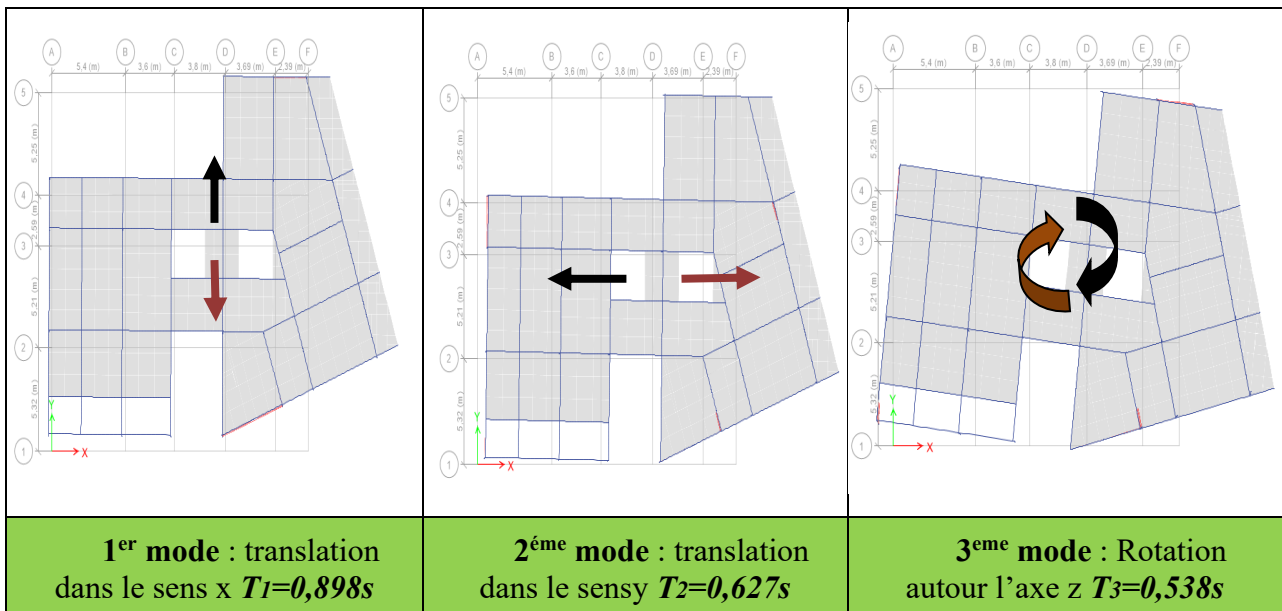 A B C D E F
5,4 (m) 3,6 (m) 3,8 (m) 3,69 (m) 2,39 (m)
5
5.25 (m)
4
2.59 (m)
3
5.21 (m)
2
5.32 (m)
1
Y
X
A B C D E F
5,4 (m) 3,6 (m) 3,8 (m) 3,69 (m) 2,39 (m)
5
5.25 (m)
4
2.59 (m)
3
5.21 (m)
2
5.32 (m)
1
Y
X
A B C D E F
5,4 (m) 3,6 (m) 3,8 (m) 3,69 (m) 2,39 (m)
5
5.25 (m)
4
2.59 (m)
3
5.21 (m)
2
5.32 (m)
1
Y
X
1er mode : translation
dans le sens x T1=0,898s
2éme mode : translation
dans le sensy T2=0,627s
3eme mode : Rotation
autour l’axe z T3=0,538s